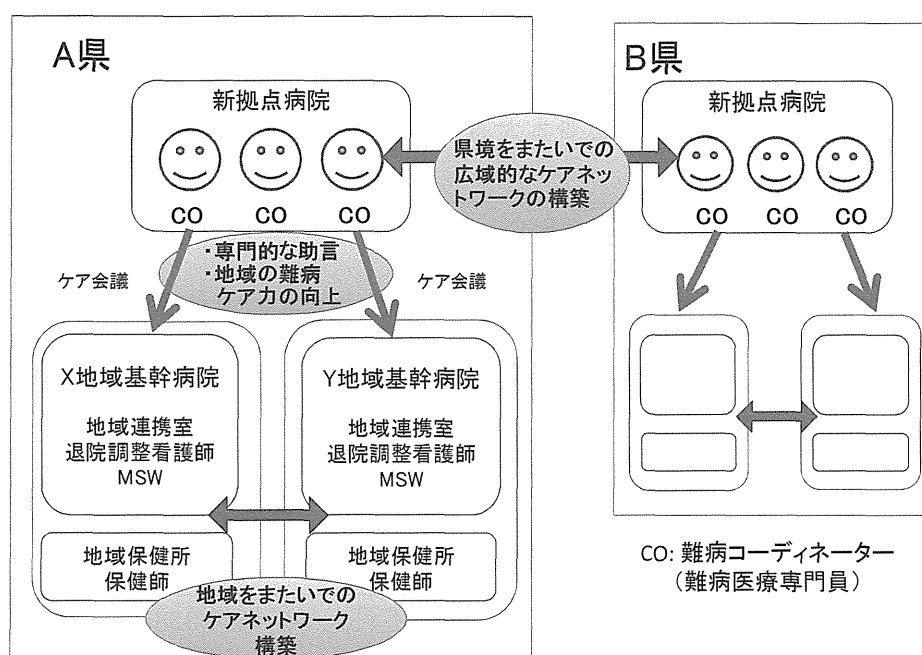 A県
新拠点病院
CO
CO
CO
・専門的な助言
・地域の難病
ケア力の向上
ケア会議
ケア会議
X地域基幹病院
地域連携室
退院調整看護師
MSW
地域保健所
保健師
Y地域基幹病院
地域連携室
退院調整看護師
MSW
地域保健所
保健師
地域をまたいでの
ケアネットワーク
構築
県境をまたいでの
広域的なケアネッ
トワークの構築
B県
新拠点病院
CO
CO
CO
CO: 難病コーディネーター
（難病医療専門員）